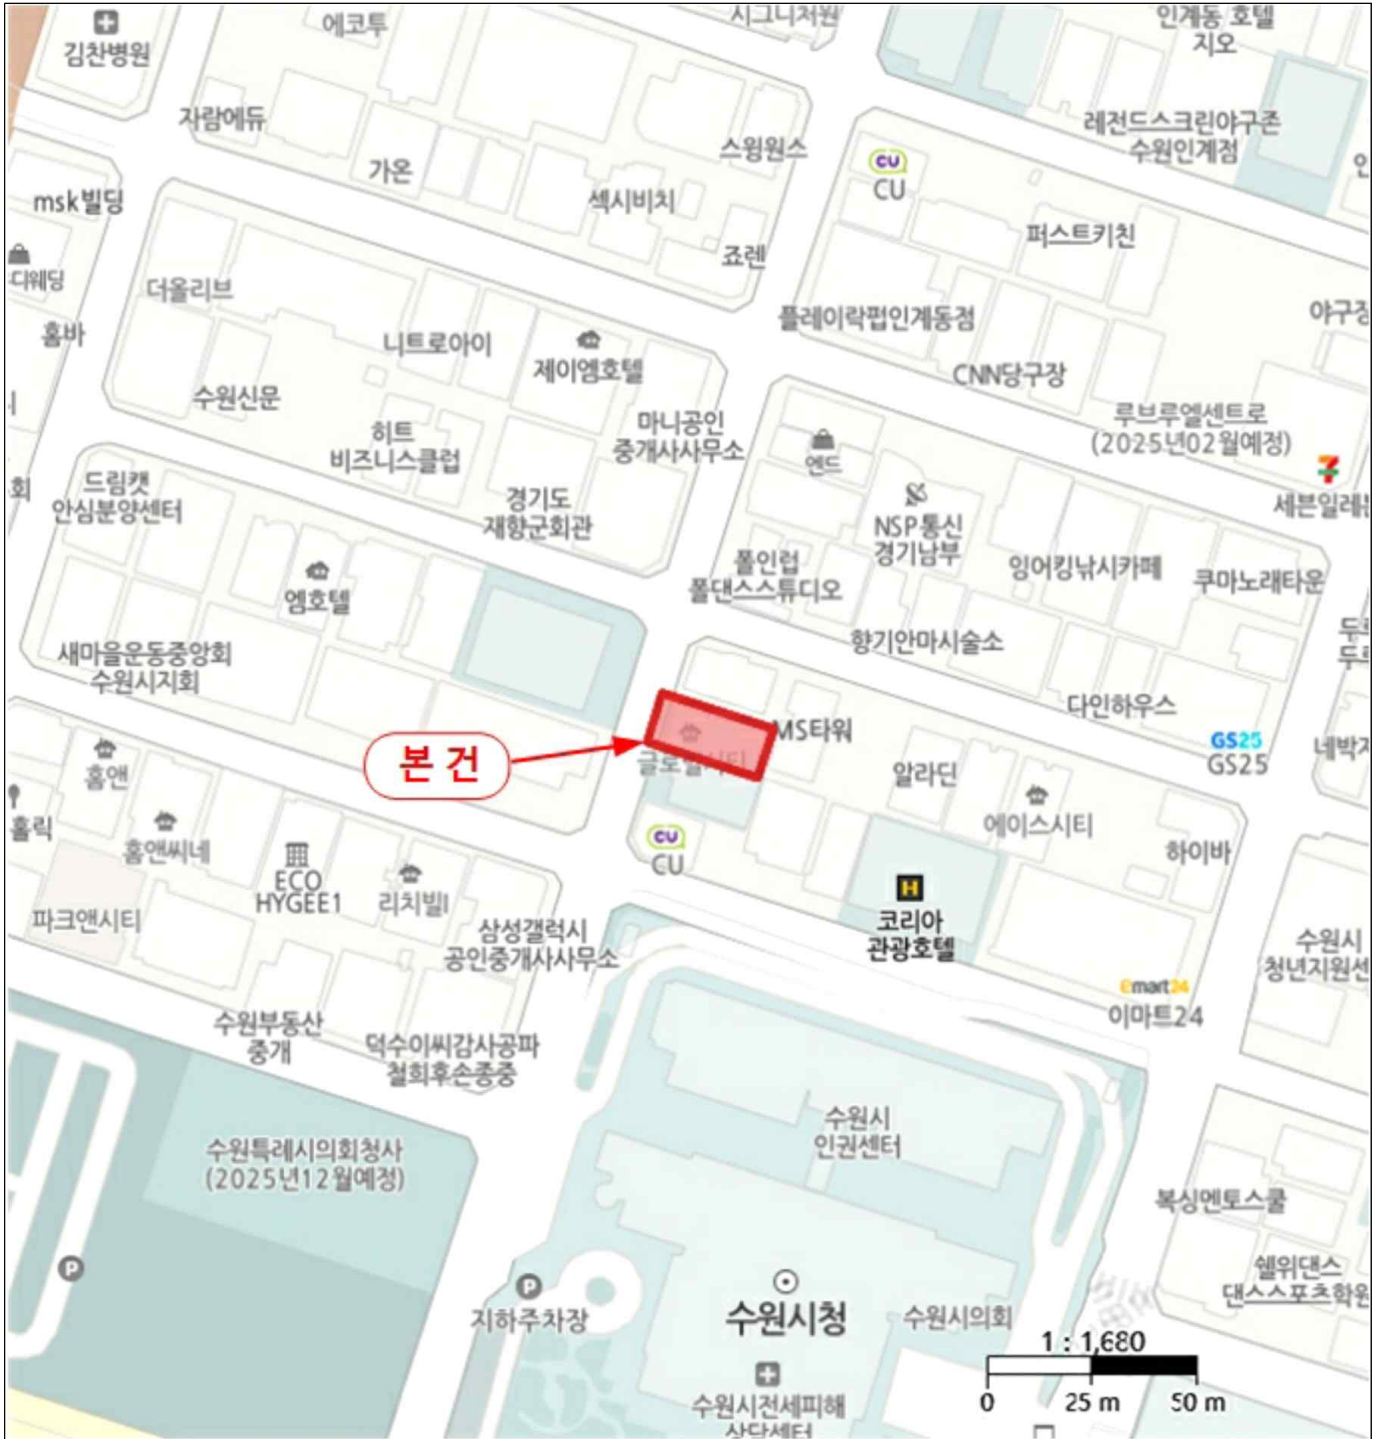 시그니처원
인계동 호텔
지오
에코투
김찬병원
자람에듀
레전드스크린야구존
수원인계점
스윙원스
가온
CU
CU
msk빌딩
섹시비치
퍼스트키친
죠렌
디웨딩
더올리브
플레이락펍인계동점
야구장
홈바
니트로아이
제이엠호텔
CNN당구장
수원신문
마니공인
중개사사무소
루브루엘센트로
(2025년02월예정)
히트
비즈니스클럽
엔드
세븐일레븐
드림캣
안심분양센터
회
경기도
재향군회관
NSP통신
경기남부
폴인럽
폴댄스스튜디오
잉어킹낚시카페
쿠마노래타운
엠호텔
향기안마시술소
새마을운동중앙회
수원시지회
다인하우스
MS타워
본 건
글로벌시티
GS25
GS25
알라딘
홈앤
에이스시티
홀릭
홈앤씨네
CU
CU
하이바
ECO
HYGEE1
리치빌I
파크앤시티
코리아
관광호텔
삼성갤럭시
공인중개사사무소
수원시
청년지원센
emart24
이마트24
수원부동산
중개
덕수이씨감사공파
철희후손종중
수원시
인권센터
수원특례시의회청사
(2025년12월예정)
복싱멘토스쿨
쉘위댄스
댄스스포츠학원
P
P
지하주차장
수원시청
수원시의회
1 : 1,680
0 25 m 50 m
수원시전세피해
상담센터